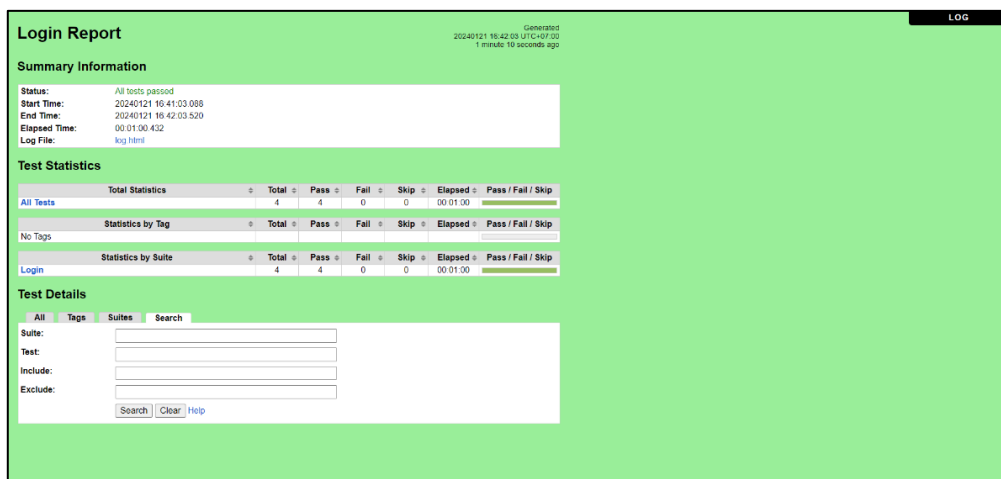 LOG
Login Report
Generated
20240121 16:42:03 UTC+07:00
1 minute 10 seconds ago
Summary Information
Status: All tests passed
Start Time: 20240121 16:41:03.088
End Time: 20240121 16:42:03.520
Elapsed Time: 00:01:00.432
Log File: log.html
Test Statistics
Total Statistics Total Pass Fail Skip Elapsed Pass / Fail / Skip
All Tests 4 4 0 0 00:01:00
Statistics by Tag Total Pass Fail Skip Elapsed Pass / Fail / Skip
No Tags
Statistics by Suite Total Pass Fail Skip Elapsed Pass / Fail / Skip
Login 4 4 0 0 00:01:00
Test Details
All Tags Suites Search
Suite:
Test:
Include:
Exclude:
Search Clear Help